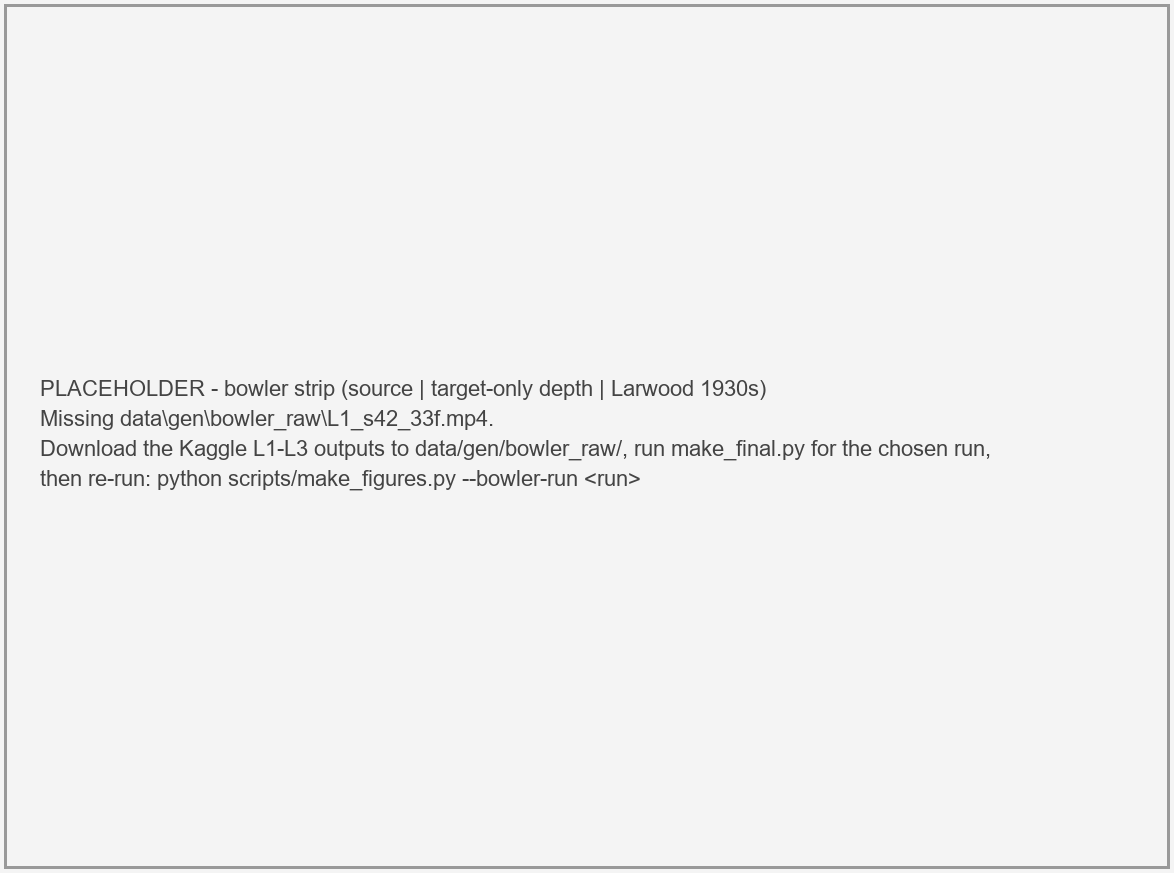 PLACEHOLDER - bowler strip (source | target-only depth | Larwood 1930s)
Missing data\gen\bowler_raw\L1_s42_33f.mp4.
Download the Kaggle L1-L3 outputs to data/gen/bowler_raw/, run make_final.py for the chosen run,
then re-run: python scripts/make_figures.py --bowler-run <run>